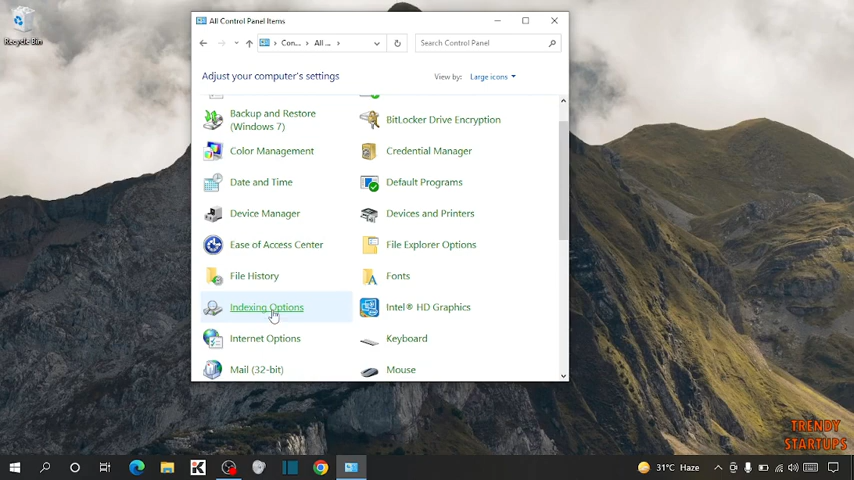 Recycle Bin
All Control Panel Items
Con...
All ...
Search Control Panel
Adjust your computer's settings
View by:
Large icons
Backup and Restore
(Windows 7)
BitLocker Drive Encryption
Color Management
Credential Manager
Date and Time
Default Programs
Device Manager
Devices and Printers
Ease of Access Center
File Explorer Options
File History
Fonts
Indexing Options
Intel® HD Graphics
Internet Options
Keyboard
Mail (32-bit)
Mouse
TRENDY
STARTUPS
31°C Haze